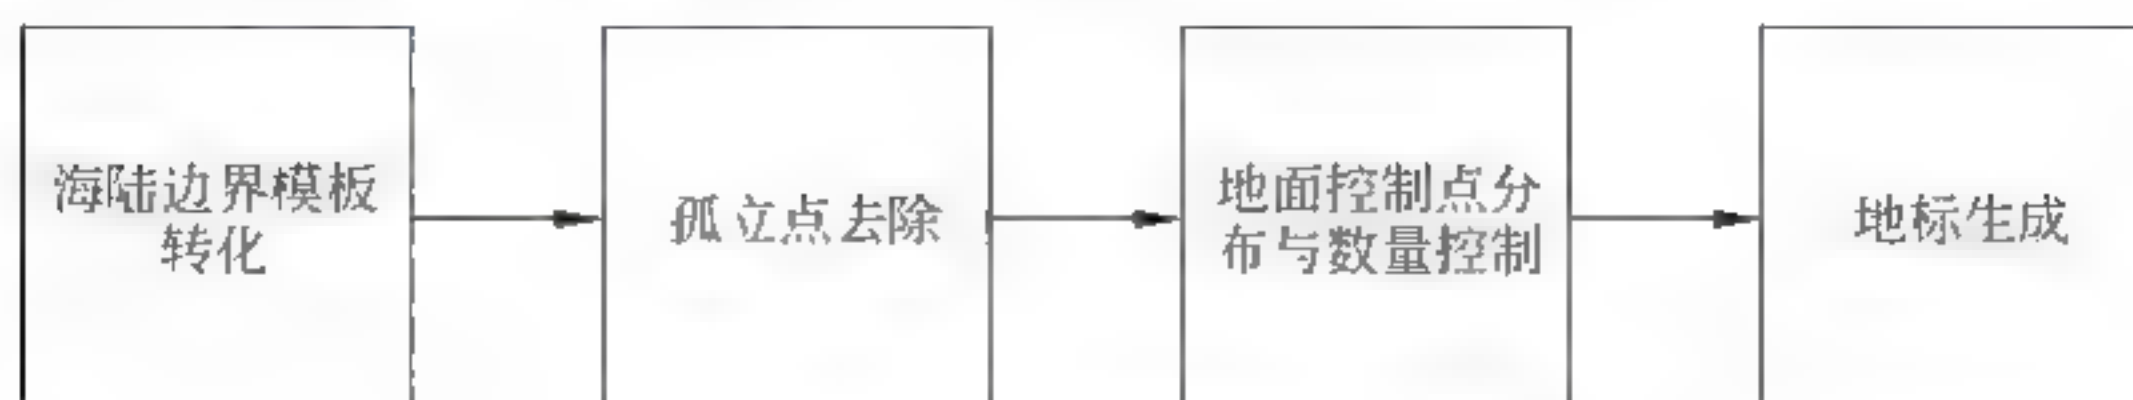 海陆边界模板
转化
孤立点去除
地面控制点分
布与数量控制
地标生成